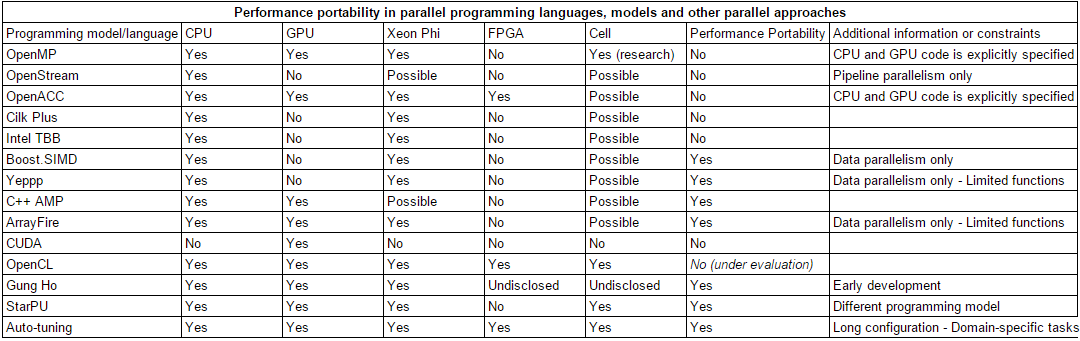 Performance portability in parallel programming languages, models and other parallel approaches
Programming model/language CPU GPU Xeon Phi FPGA Cell Performance Portability Additional information or constraints
OpenMP Yes Yes Yes No Yes (research) No CPU and GPU code is explicitly specified
OpenStream Yes No Possible No Possible No Pipeline parallelism only
OpenACC Yes Yes Yes Yes Possible No CPU and GPU code is explicitly specified
Cilk Plus Yes No Yes No Possible No
Intel TBB Yes No Yes No Possible No
Boost.SIMD Yes No Yes No Possible Yes Data parallelism only
Yeppp Yes No Yes No Possible Yes Data parallelism only - Limited functions
C++ AMP Yes Yes Possible No Possible Yes
ArrayFire Yes Yes Yes No Possible Yes Data parallelism only - Limited functions
CUDA No Yes No No No No
OpenCL Yes Yes Yes Yes Yes No (under evaluation)
Gung Ho Yes Yes Yes Undisclosed Undisclosed Yes Early development
StarPU Yes Yes Yes No Yes Yes Different programming model
Auto-tuning Yes Yes Yes Yes Yes Yes Long configuration - Domain-specific tasks